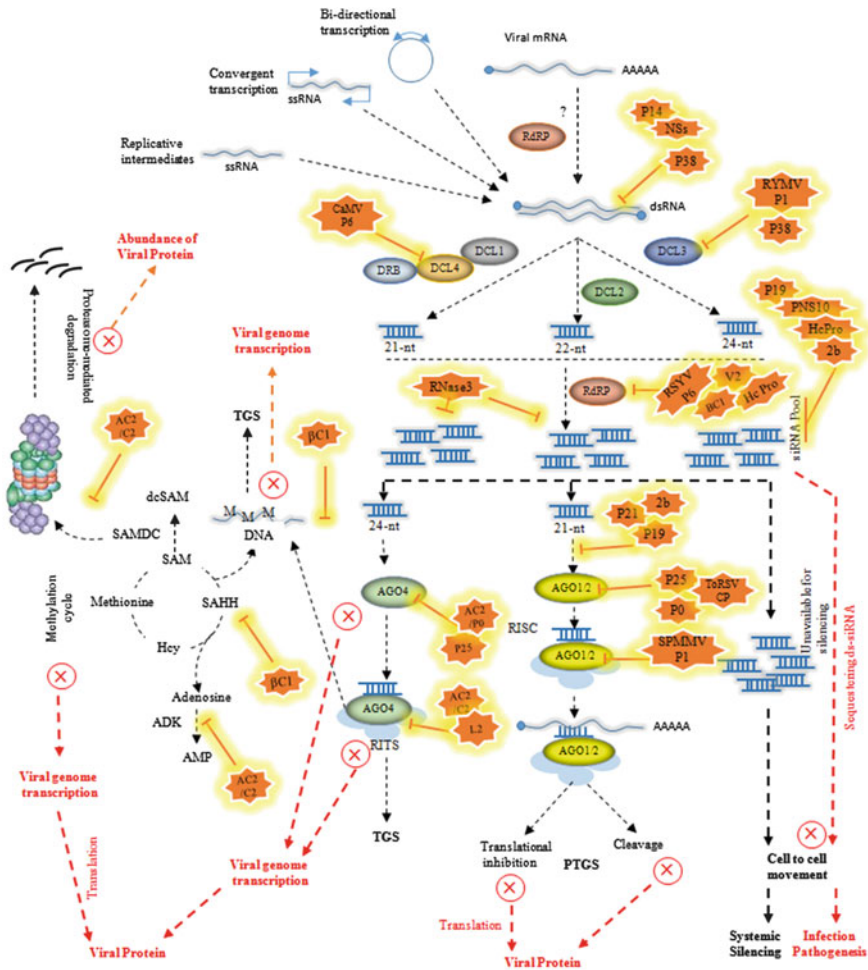 Bi-directional
transcription
Viral mRNA
AAAAA
Convergent
transcription
ssRNA
?
RdRP
P14
NSs
P38
Replicative
intermediates
ssRNA
dsRNA
RYMV
P1
P38
CaMV
P6
Abundance of
Viral Protein
DCL1
DCL4
DRB
DCL3
DCL2
P19
PNS10
HcPro
2b
Proteasome-mediated
degradation
Viral genome
transcription
21-nt
22-nt
24-nt
RNase3
RdRP
RSYV
P6
V2
BC1
Hc Pro
siRNA Pool
AC2
/C2
TGS
βC1
dcSAM
M M M
DNA
SAMDC
SAM
24-nt
21-nt
P21
2b
P19
Methylation
cycle
Methionine
SAHH
Hcy
AGO4
AC2
/P0
P25
AGO1/2
P25
ToRSV
CP
P0
RISC
AGO1/2
SPMMV
P1
Unavailable for
silencing
Sequestering ds-siRNA
βC1
Adenosine
ADK
AMP
AC2
/C2
AGO4
RITS
AC2
/C2
L2
AAAAA
AGO1/2
Viral genome
transcription
TGS
Translational
inhibition
PTGS
Cleavage
Cell to cell
movement
Translation
Viral genome
transcription
Translation
Viral Protein
Viral Protein
Systemic
Silencing
Infection
Pathogenesis